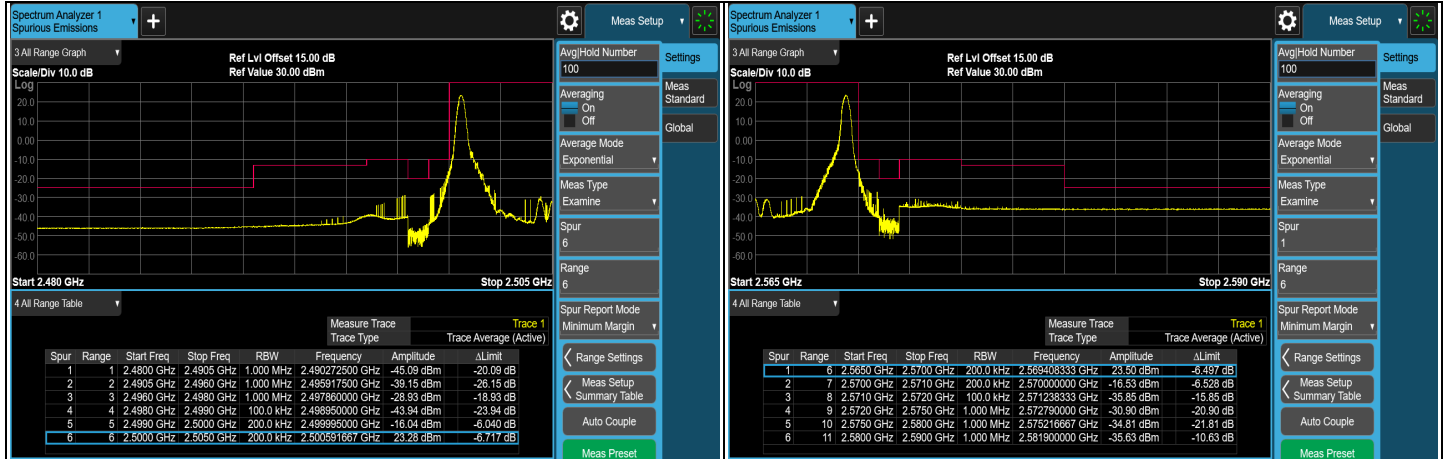 Spectrum Analyzer 1
Spurious Emissions
+
Meas Setup
3 All Range Graph
Ref Lvl Offset 15.00 dB
Scale/Div 10.0 dB
Ref Value 30.00 dBm
Log
20.0
10.0
0.00
-10.0
-20.0
-30.0
-40.0
-50.0
-60.0
Start 2.480 GHz
Stop 2.505 GHz
4 All Range Table
Measure Trace Trace 1
Trace Type Trace Average (Active)
Spur Range Start Freq Stop Freq RBW Frequency Amplitude ΔLimit
1 1 2.4800 GHz 2.4905 GHz 1.000 MHz 2.490272500 GHz -45.09 dBm -20.09 dB
2 2 2.4905 GHz 2.4960 GHz 1.000 MHz 2.495917500 GHz -39.15 dBm -26.15 dB
3 3 2.4960 GHz 2.4980 GHz 1.000 MHz 2.497860000 GHz -28.93 dBm -18.93 dB
4 4 2.4980 GHz 2.4990 GHz 100.0 kHz 2.498950000 GHz -43.94 dBm -23.94 dB
5 5 2.4990 GHz 2.5000 GHz 200.0 kHz 2.499995000 GHz -16.04 dBm -6.040 dB
6 6 2.5000 GHz 2.5050 GHz 200.0 kHz 2.500591667 GHz 23.28 dBm -6.717 dB
Avg|Hold Number
100
Averaging
On
Off
Average Mode
Exponential
Meas Type
Examine
Spur
6
Range
6
Spur Report Mode
Minimum Margin
Range Settings
Meas Setup
Summary Table
Auto Couple
Meas Preset
Settings
Meas
Standard
Global
Spectrum Analyzer 1
Spurious Emissions
+
Meas Setup
3 All Range Graph
Ref Lvl Offset 15.00 dB
Scale/Div 10.0 dB
Ref Value 30.00 dBm
Log
20.0
10.0
0.00
-10.0
-20.0
-30.0
-40.0
-50.0
-60.0
Start 2.565 GHz
Stop 2.590 GHz
4 All Range Table
Measure Trace Trace 1
Trace Type Trace Average (Active)
Spur Range Start Freq Stop Freq RBW Frequency Amplitude ΔLimit
1 6 2.5650 GHz 2.5700 GHz 200.0 kHz 2.569408333 GHz 23.50 dBm -6.497 dB
2 7 2.5700 GHz 2.5710 GHz 200.0 kHz 2.570000000 GHz -16.53 dBm -6.528 dB
3 8 2.5710 GHz 2.5720 GHz 100.0 kHz 2.571238333 GHz -35.85 dBm -15.85 dB
4 9 2.5720 GHz 2.5750 GHz 1.000 MHz 2.572790000 GHz -30.90 dBm -20.90 dB
5 10 2.5750 GHz 2.5800 GHz 1.000 MHz 2.575216667 GHz -34.81 dBm -21.81 dB
6 11 2.5800 GHz 2.5900 GHz 1.000 MHz 2.581900000 GHz -35.63 dBm -10.63 dB
Avg|Hold Number
100
Averaging
On
Off
Average Mode
Exponential
Meas Type
Examine
Spur
1
Range
6
Spur Report Mode
Minimum Margin
Range Settings
Meas Setup
Summary Table
Auto Couple
Meas Preset
Settings
Meas
Standard
Global